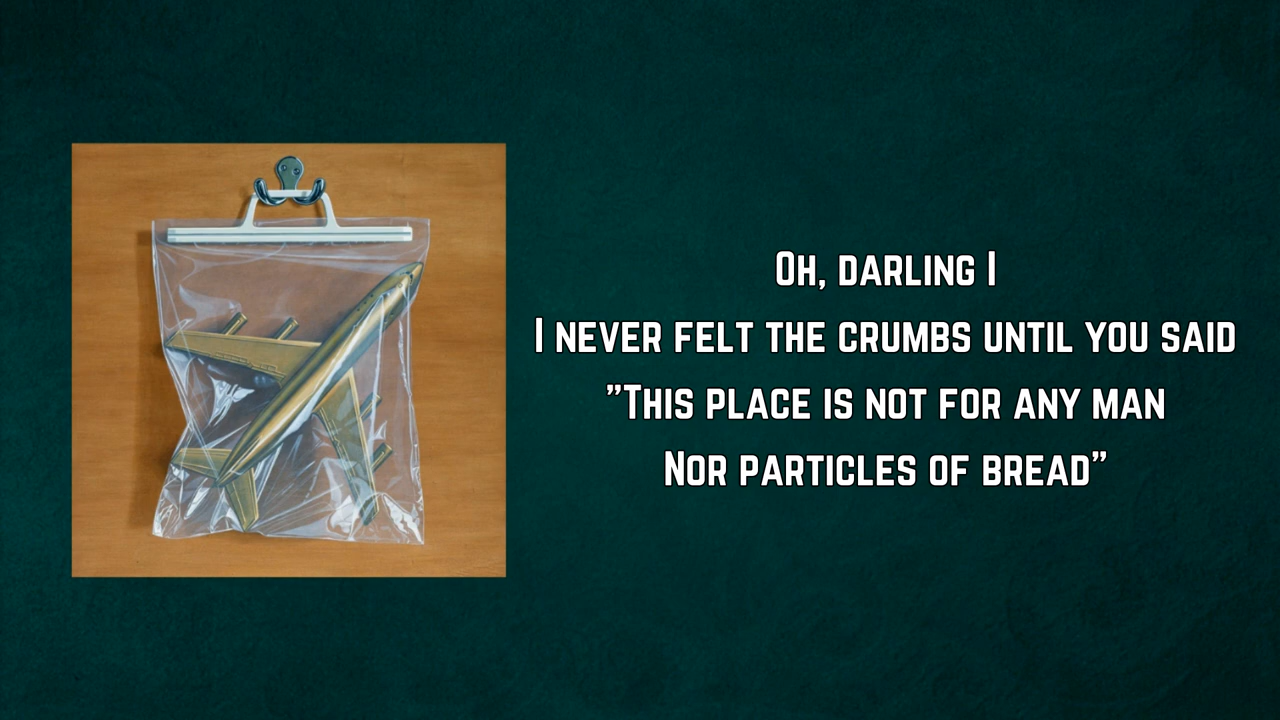 Oh, darling I
I never felt the crumbs until you said
"This place is not for any man
Nor particles of bread"